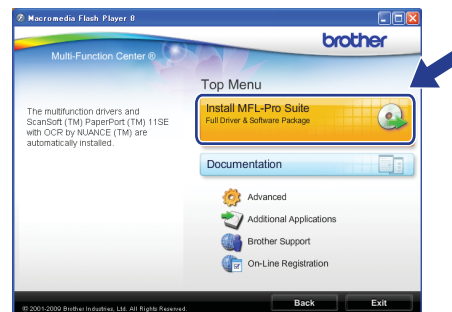 Macromedia Flash Player 8
brother
Multi-Function Center ®
Top Menu
The multifunction drivers and
ScanSoft (TM) PaperPort (TM) 11SE
with OCR by NUANCE (TM) are
automatically installed.
Install MFL-Pro Suite
Full Driver & Software Package
Documentation
Advanced
Additional Applications
Brother Support
On-Line Registration
© 2001-2009 Brother Industries, Ltd. All Rights Reserved.
Back
Exit